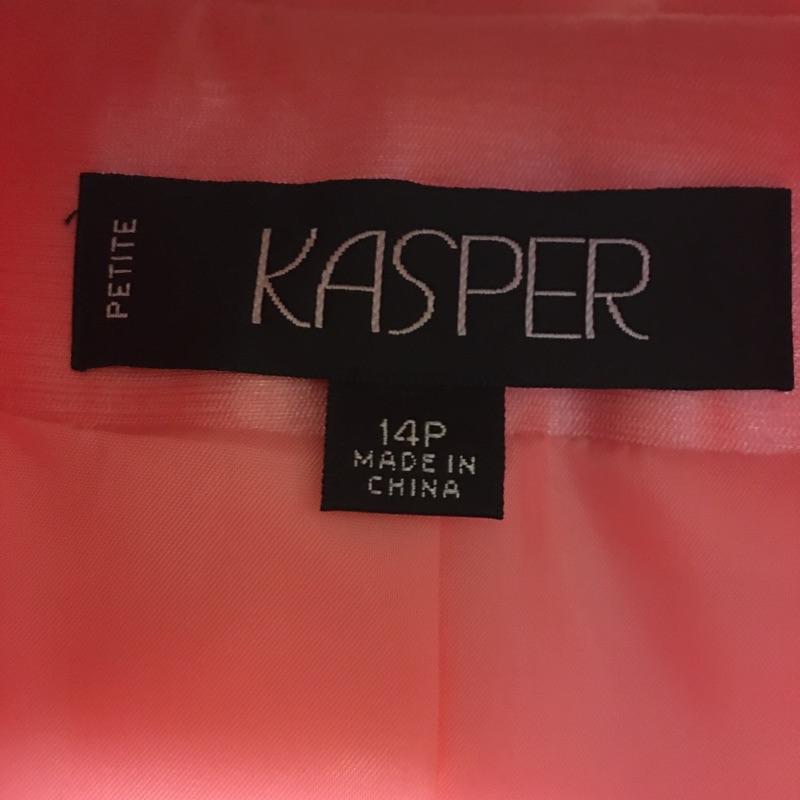 PETITE
KASPER
14P
MADE IN
CHINA